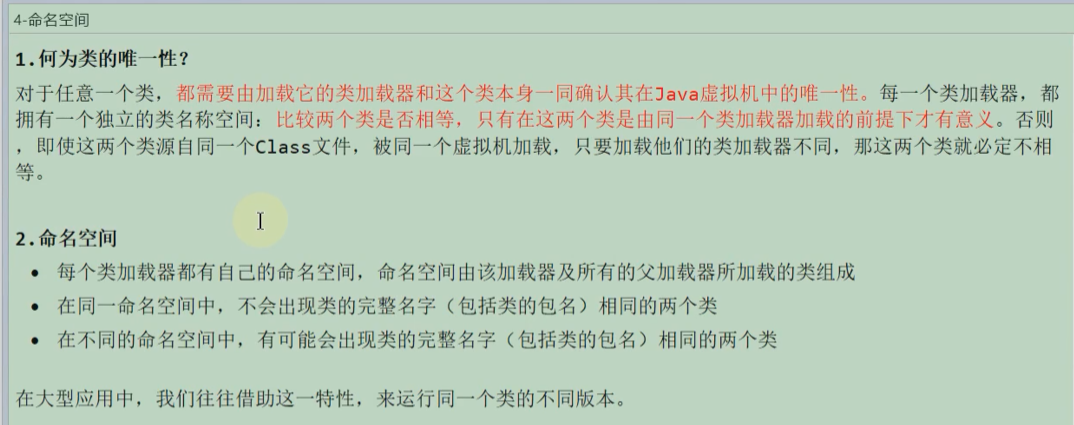 4-命名空间
1.何为类的唯一性？
对于任意一个类，都需要由加载它的类加载器和这个类本身一同确认其在Java虚拟机中的唯一性。每一个类加载器，都
拥有一个独立的类名称空间：比较两个类是否相等，只有在这两个类是由同一个类加载器加载的前提下才有意义。否则
，即使这两个类源自同一个Class文件，被同一个虚拟机加载，只要加载他们的类加载器不同，那这两个类就必定不相
等。
2.命名空间
• 每个类加载器都有自己的命名空间，命名空间由该加载器及所有的父加载器所加载的类组成
• 在同一命名空间中，不会出现类的完整名字（包括类的包名）相同的两个类
• 在不同的命名空间中，有可能会出现类的完整名字（包括类的包名）相同的两个类
在大型应用中，我们往往借助这一特性，来运行同一个类的不同版本。